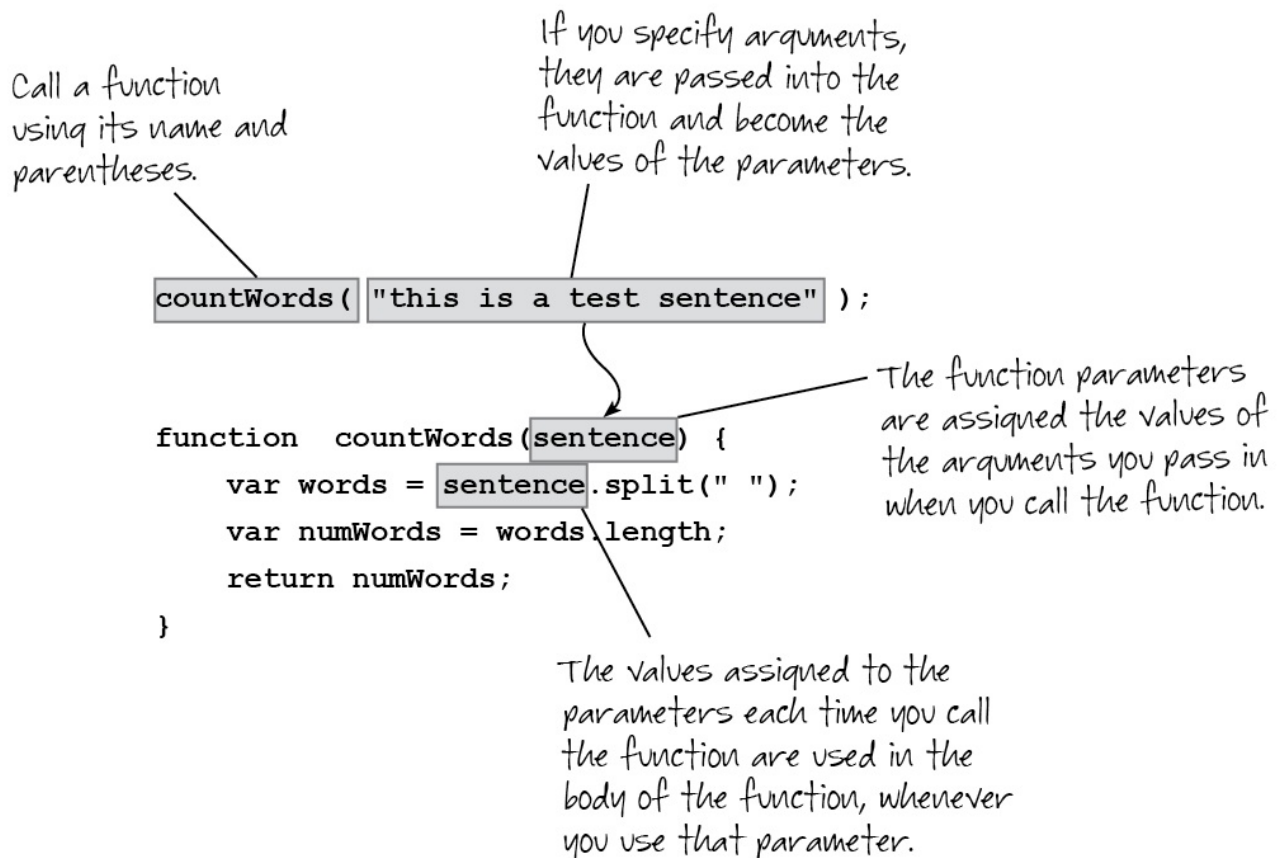 Call a function
using its name and
parentheses.
If you specify arguments,
they are passed into the
function and become the
values of the parameters.
countWords( "this is a test sentence" );
function  countWords(sentence) {
    var words = sentence.split(" ");
    var numWords = words.length;
    return numWords;
}
The function parameters
are assigned the values of
the arguments you pass in
when you call the function.
The values assigned to the
parameters each time you call
the function are used in the
body of the function, whenever
you use that parameter.